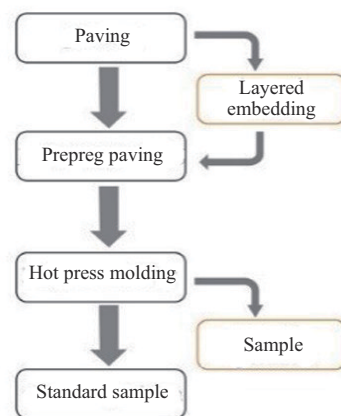 Paving
Layered
embedding
Prepreg paving
Hot press molding
Sample
Standard sample